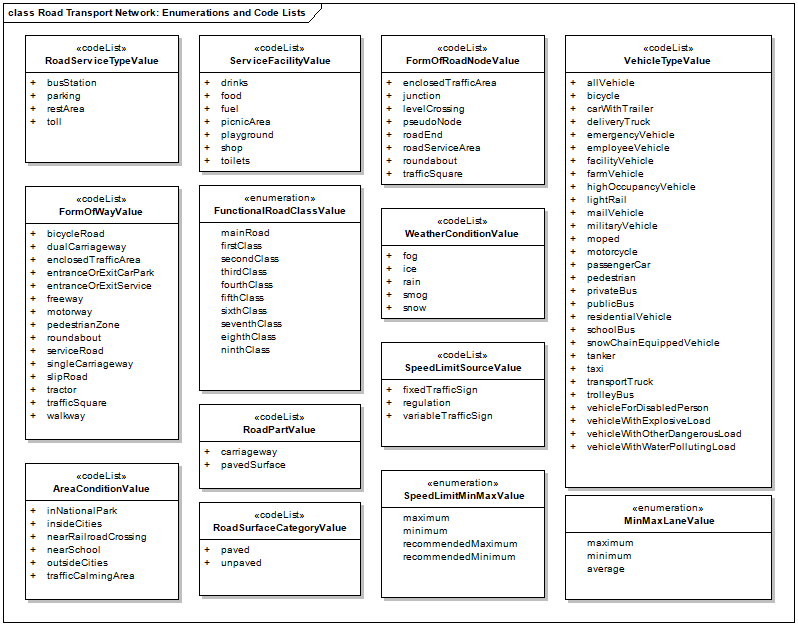 class Road Transport Network: Enumerations and Code Lists
«codeList»
RoadServiceTypeValue
+ busStation
+ parking
+ restArea
+ toll
«codeList»
FormOfWayValue
+ bicycleRoad
+ dualCarriageway
+ enclosedTrafficArea
+ entranceOrExitCarPark
+ entranceOrExitService
+ freeway
+ motorway
+ pedestrianZone
+ roundabout
+ serviceRoad
+ singleCarriageway
+ slipRoad
+ tractor
+ trafficSquare
+ walkway
«codeList»
AreaConditionValue
+ inNationalPark
+ insideCities
+ nearRailroadCrossing
+ nearSchool
+ outsideCities
+ trafficCalmingArea
«codeList»
ServiceFacilityValue
+ drinks
+ food
+ fuel
+ picnicArea
+ playground
+ shop
+ toilets
«enumeration»
FunctionalRoadClassValue
mainRoad
firstClass
secondClass
thirdClass
fourthClass
fifthClass
sixthClass
seventhClass
eighthClass
ninthClass
«codeList»
RoadPartValue
+ carriageway
+ pavedSurface
«codeList»
RoadSurfaceCategoryValue
+ paved
+ unpaved
«codeList»
FormOfRoadNodeValue
+ enclosedTrafficArea
+ junction
+ levelCrossing
+ pseudoNode
+ roadEnd
+ roadServiceArea
+ roundabout
+ trafficSquare
«codeList»
WeatherConditionValue
+ fog
+ ice
+ rain
+ smog
+ snow
«codeList»
SpeedLimitSourceValue
+ fixedTrafficSign
+ regulation
+ variableTrafficSign
«enumeration»
SpeedLimitMinMaxValue
maximum
minimum
recommendedMaximum
recommendedMinimum
«codeList»
VehicleTypeValue
+ allVehicle
+ bicycle
+ carWithTrailer
+ deliveryTruck
+ emergencyVehicle
+ employeeVehicle
+ facilityVehicle
+ farmVehicle
+ highOccupancyVehicle
+ lightRail
+ mailVehicle
+ militaryVehicle
+ moped
+ motorcycle
+ passengerCar
+ pedestrian
+ privateBus
+ publicBus
+ residentialVehicle
+ schoolBus
+ snowChainEquippedVehicle
+ tanker
+ taxi
+ transportTruck
+ trolleyBus
+ vehicleForDisabledPerson
+ vehicleWithExplosiveLoad
+ vehicleWithOtherDangerousLoad
+ vehicleWithWaterPollutingLoad
«enumeration»
MinMaxLaneValue
maximum
minimum
average